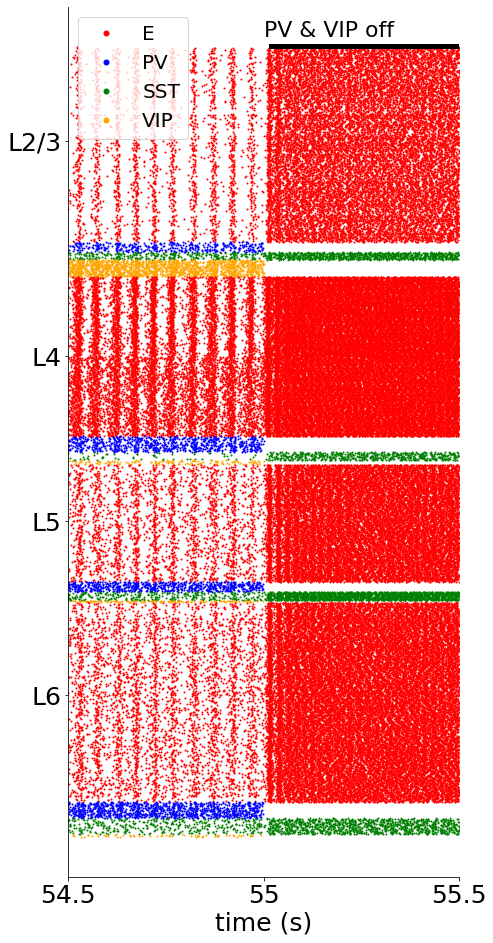 PV & VIP off
E
PV
SST
VIP
L2/3
L4
L5
L6
54.5 55 55.5
time (s)